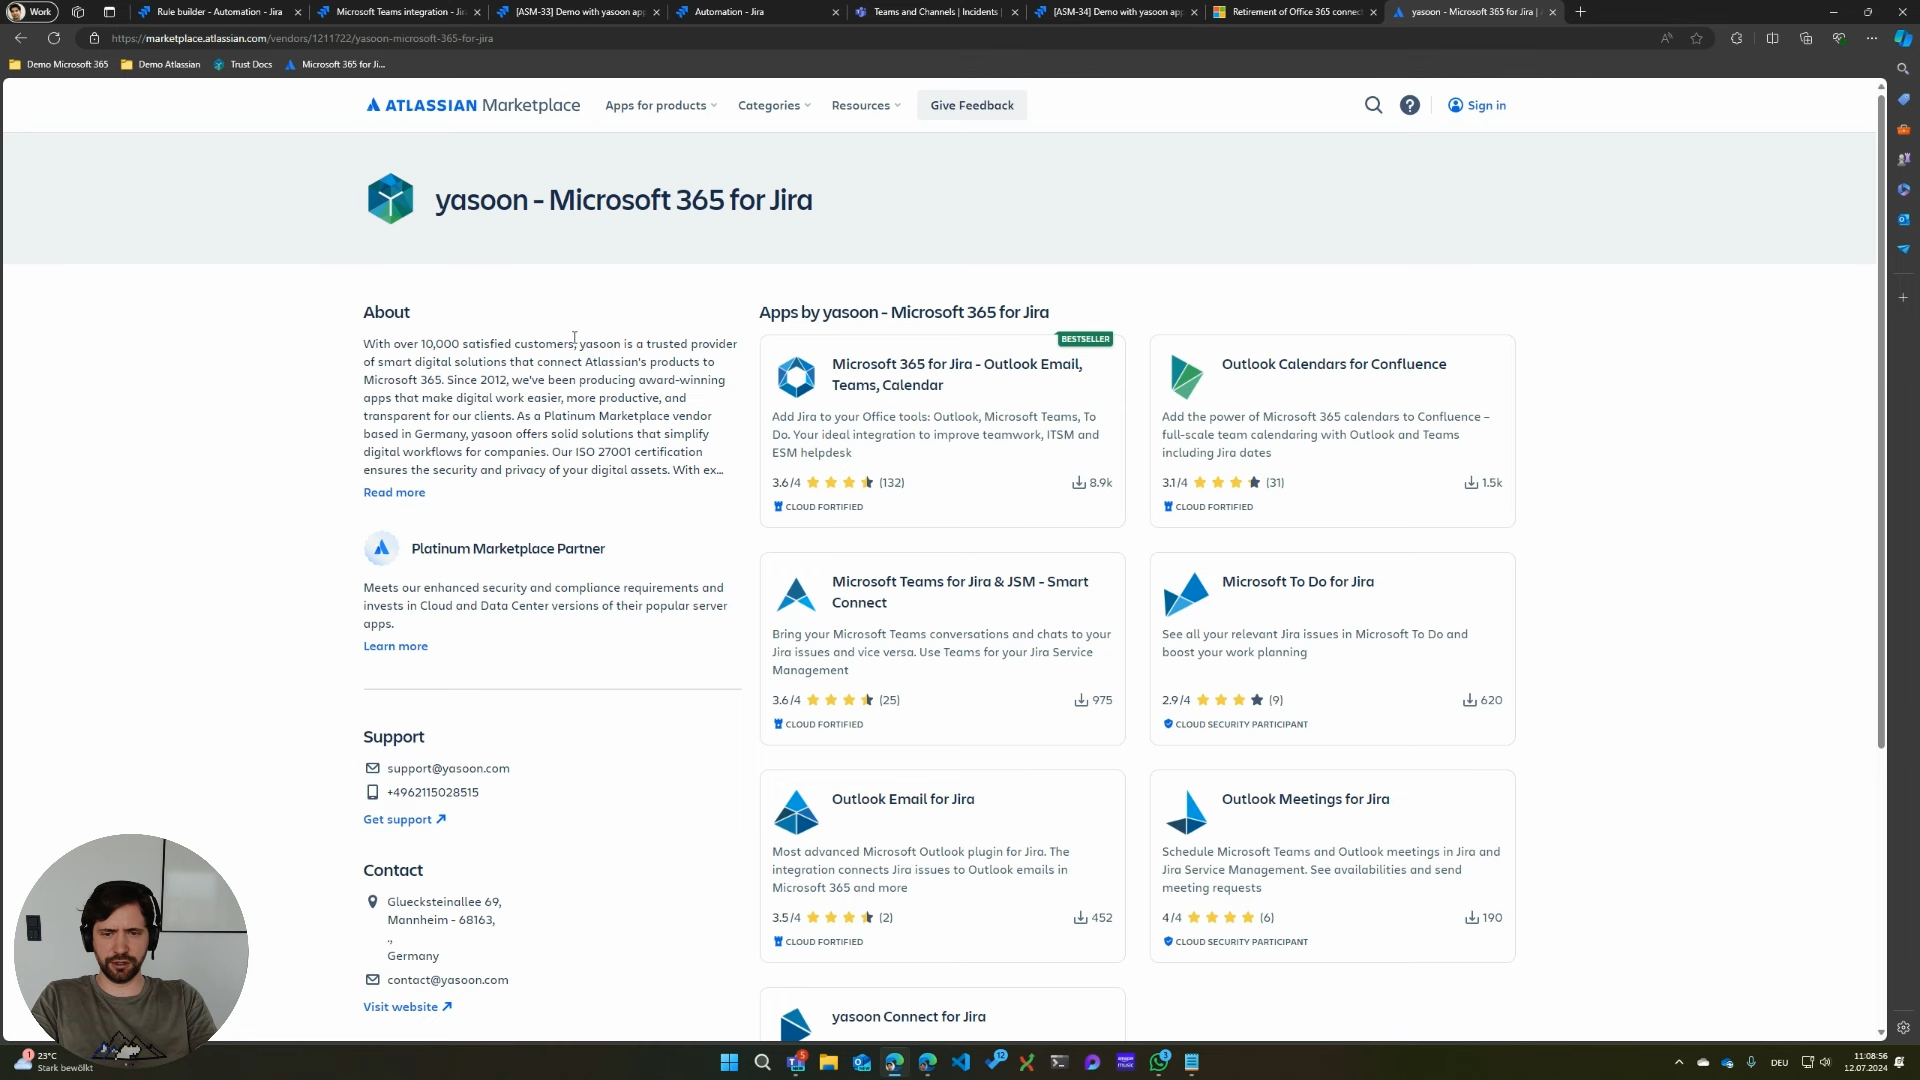 Work
Rule builder - Automation - Jira
Microsoft Teams integration - Jir
[ASM-33] Demo with yasoon app
Automation - Jira
Teams and Channels | Incidents |
[ASM-34] Demo with yasoon app
Retirement of Office 365 connect
yasoon - Microsoft 365 for Jira |
https://marketplace.atlassian.com/vendors/1211722/yasoon-microsoft-365-for-jira
Demo Microsoft 365
Demo Atlassian
Trust Docs
Microsoft 365 for Ji...
ATLASSIAN Marketplace
Apps for products
Categories
Resources
Give Feedback
Sign in
yasoon - Microsoft 365 for Jira
About
With over 10,000 satisfied customers, yasoon is a trusted provider
of smart digital solutions that connect Atlassian's products to
Microsoft 365. Since 2012, we've been producing award-winning
apps that make digital work easier, more productive, and
transparent for our clients. As a Platinum Marketplace vendor
based in Germany, yasoon offers solid solutions that simplify
digital workflows for companies. Our ISO 27001 certification
ensures the security and privacy of your digital assets. With ex...
Read more
Platinum Marketplace Partner
Meets our enhanced security and compliance requirements and
invests in Cloud and Data Center versions of their popular server
apps.
Learn more
Support
support@yasoon.com
+4962115028515
Get support
Contact
Gluecksteinallee 69,
Mannheim - 68163,
.,
Germany
contact@yasoon.com
Visit website
Apps by yasoon - Microsoft 365 for Jira
BESTSELLER
Microsoft 365 for Jira - Outlook Email,
Teams, Calendar
Add Jira to your Office tools: Outlook, Microsoft Teams, To
Do. Your ideal integration to improve teamwork, ITSM and
ESM helpdesk
3.6/4 (132) 8.9k
CLOUD FORTIFIED
Outlook Calendars for Confluence
Add the power of Microsoft 365 calendars to Confluence –
full-scale team calendaring with Outlook and Teams
including Jira dates
3.1/4 (31) 1.5k
CLOUD FORTIFIED
Microsoft Teams for Jira & JSM - Smart
Connect
Bring your Microsoft Teams conversations and chats to your
Jira issues and vice versa. Use Teams for your Jira Service
Management
3.6/4 (25) 975
CLOUD FORTIFIED
Microsoft To Do for Jira
See all your relevant Jira issues in Microsoft To Do and
boost your work planning
2.9/4 (9) 620
CLOUD SECURITY PARTICIPANT
Outlook Email for Jira
Most advanced Microsoft Outlook plugin for Jira. The
integration connects Jira issues to Outlook emails in
Microsoft 365 and more
3.5/4 (2) 452
CLOUD FORTIFIED
Outlook Meetings for Jira
Schedule Microsoft Teams and Outlook meetings in Jira and
Jira Service Management. See availabilities and send
meeting requests
4/4 (6) 190
CLOUD SECURITY PARTICIPANT
yasoon Connect for Jira
1
23°C
Stark bewölkt
5
12
3
DEU
11:08:56
12.07.2024